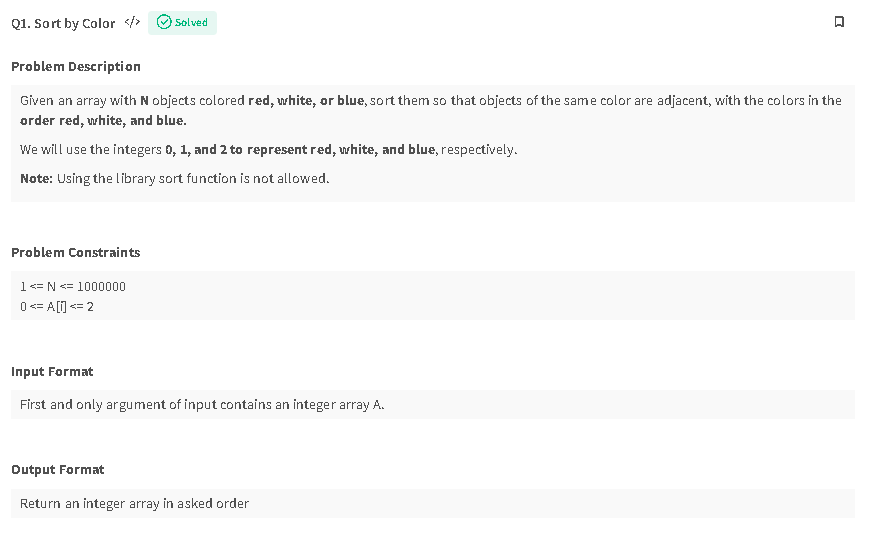 Q1. Sort by Color </> Solved
Problem Description
Given an array with N objects colored red, white, or blue, sort them so that objects of the same color are adjacent, with the colors in the
order red, white, and blue.
We will use the integers 0, 1, and 2 to represent red, white, and blue, respectively.
Note: Using the library sort function is not allowed.
Problem Constraints
1 <= N <= 1000000
0 <= A[i] <= 2
Input Format
First and only argument of input contains an integer array A.
Output Format
Return an integer array in asked order